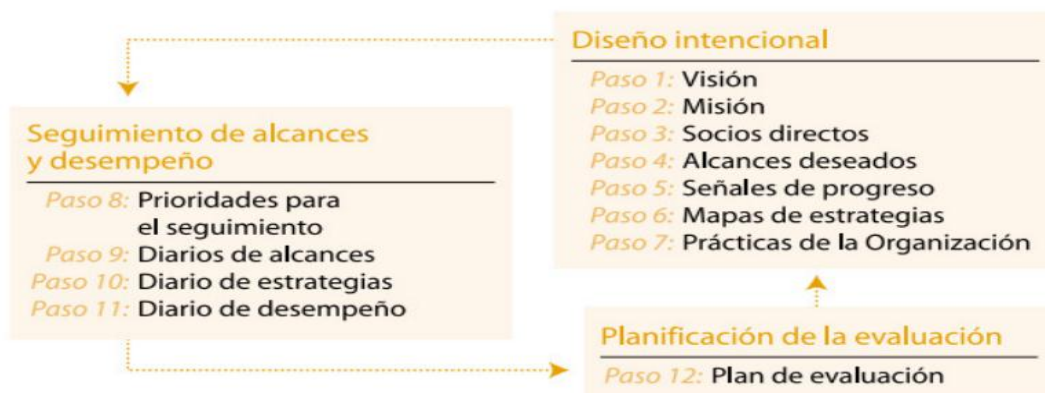 Diseño intencional
Paso 1: Visión
Paso 2: Misión
Paso 3: Socios directos
Paso 4: Alcances deseados
Paso 5: Señales de progreso
Paso 6: Mapas de estrategias
Paso 7: Prácticas de la Organización
Seguimiento de alcances
y desempeño
Paso 8: Prioridades para
el seguimiento
Paso 9: Diarios de alcances
Paso 10: Diario de estrategias
Paso 11: Diario de desempeño
Planificación de la evaluación
Paso 12: Plan de evaluación